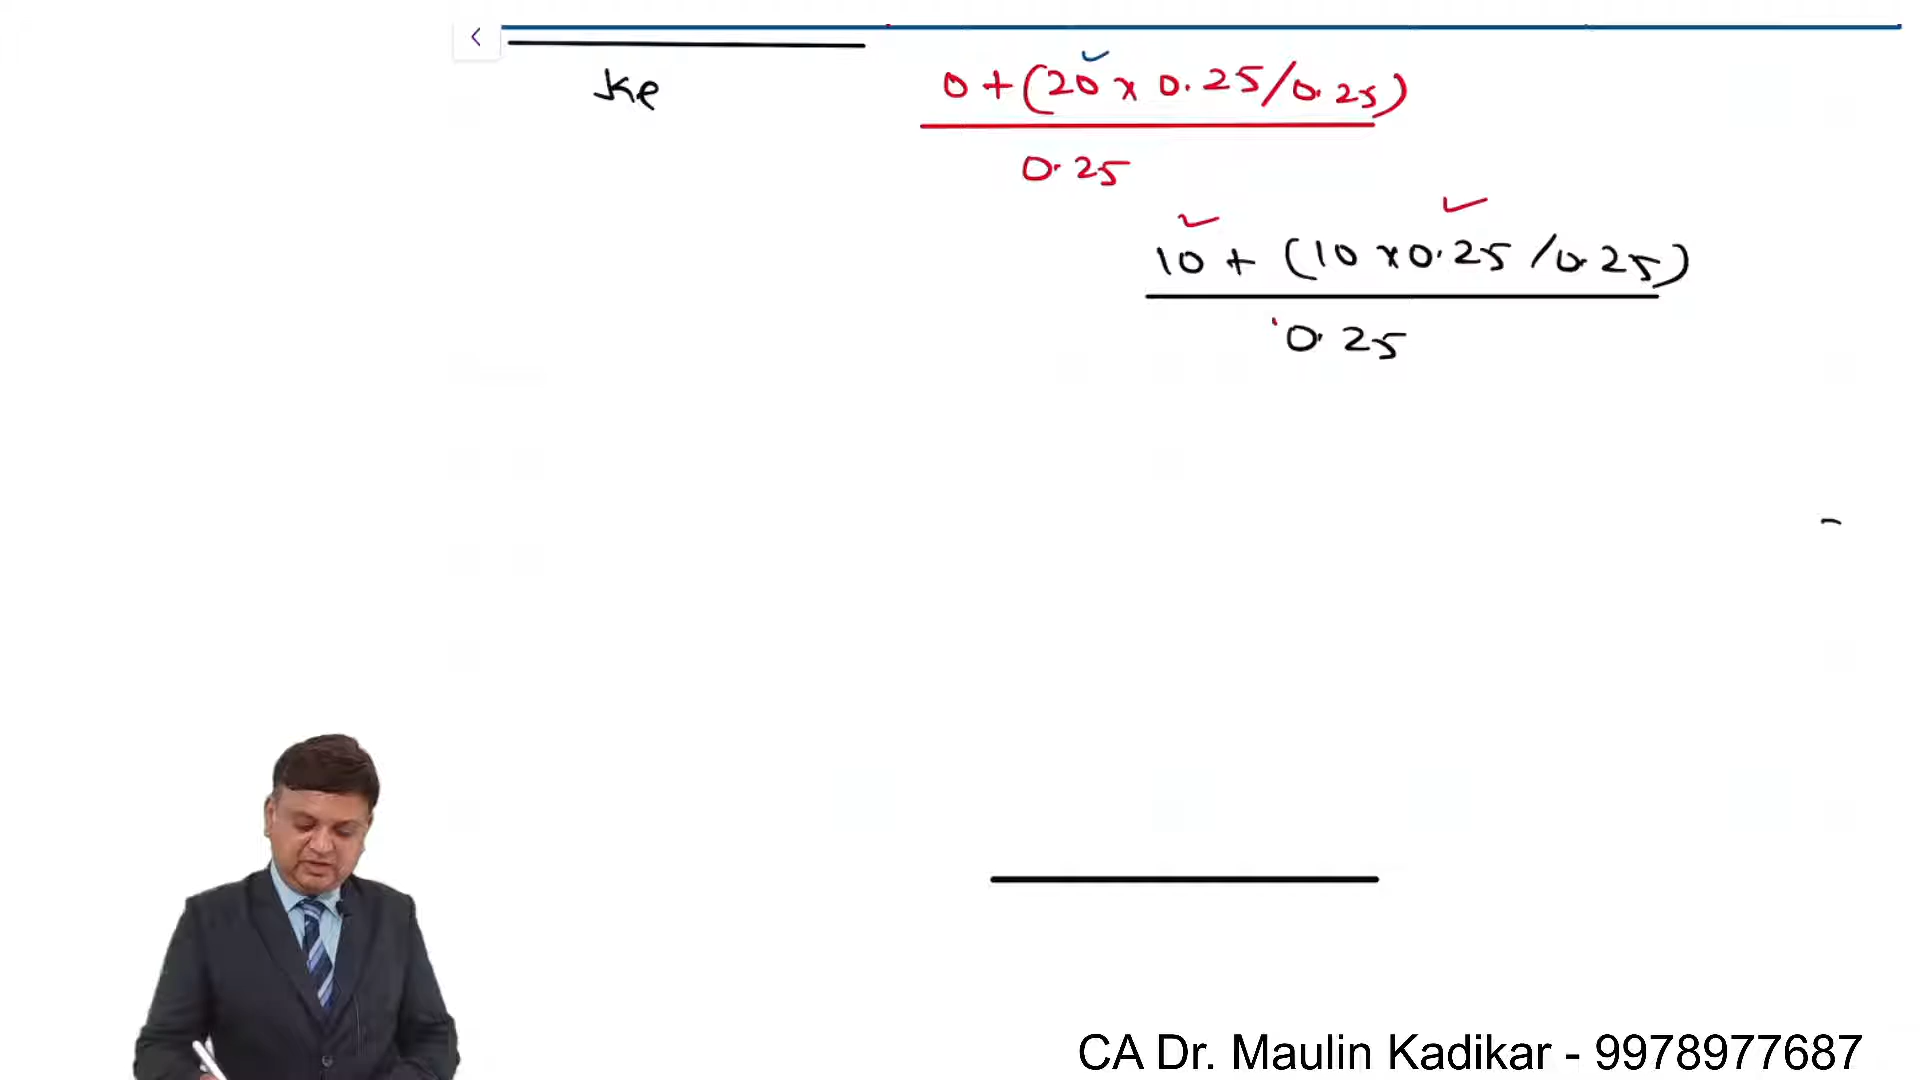 Ke
0 + (20 x 0.25/0.25)
0.25
10 + (10 x 0.25/0.25)
0.25
CA Dr. Maulin Kadikar - 9978977687